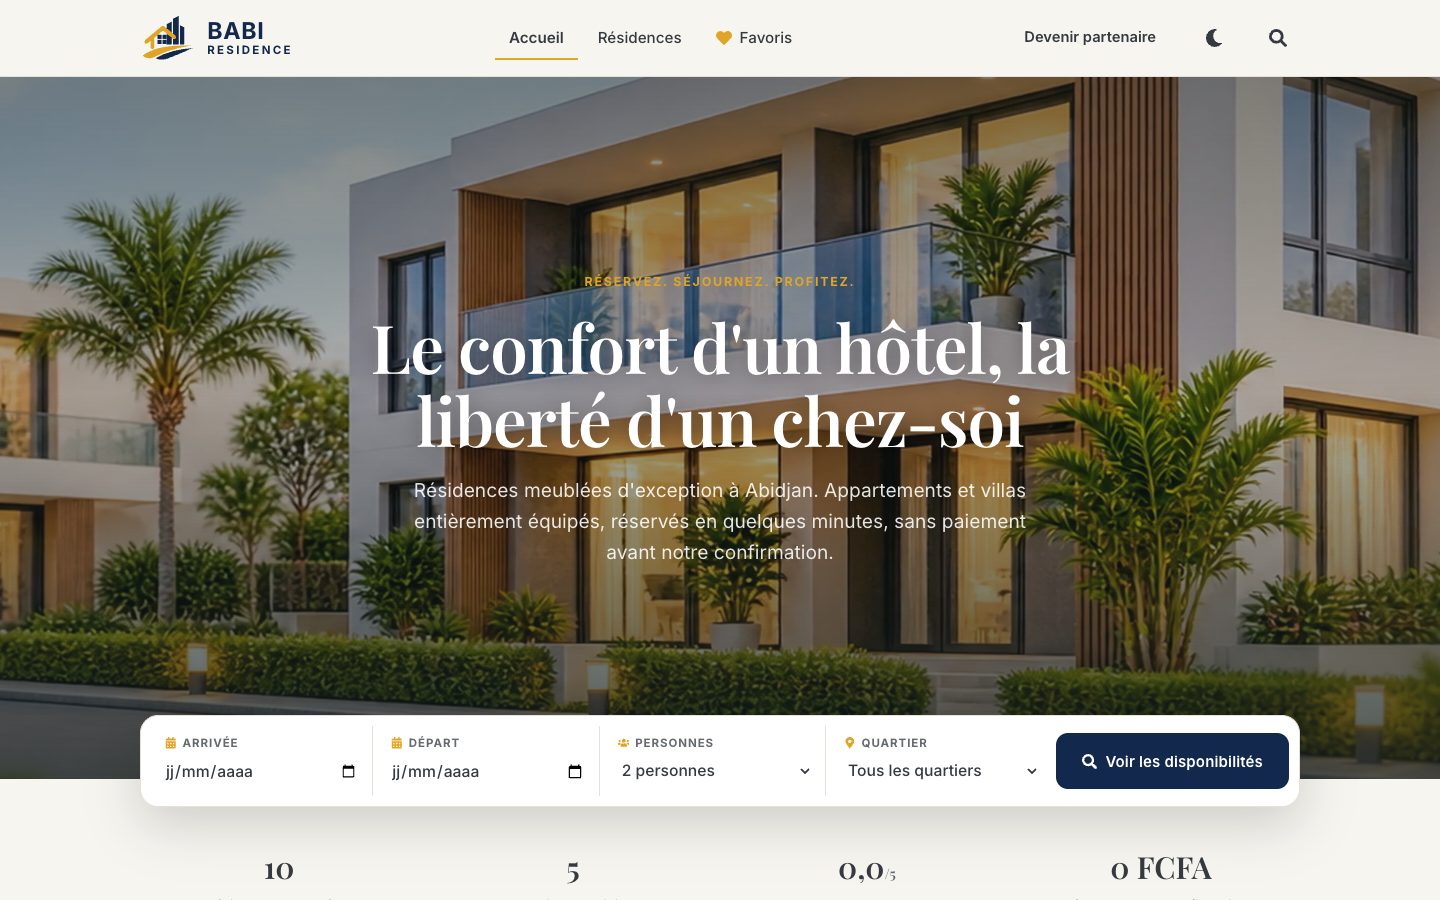 BABI
RESIDENCE
Accueil
Résidences
Favoris
Devenir partenaire
RÉSERVEZ. SÉJOURNEZ. PROFITEZ.
Le confort d'un hôtel, la
liberté d'un chez-soi
Résidences meublées d'exception à Abidjan. Appartements et villas
entièrement équipés, réservés en quelques minutes, sans paiement
avant notre confirmation.
ARRIVÉE
jj/mm/aaaa
DÉPART
jj/mm/aaaa
PERSONNES
2 personnes
QUARTIER
Tous les quartiers
Voir les disponibilités
10
5
0,0/5
0 FCFA